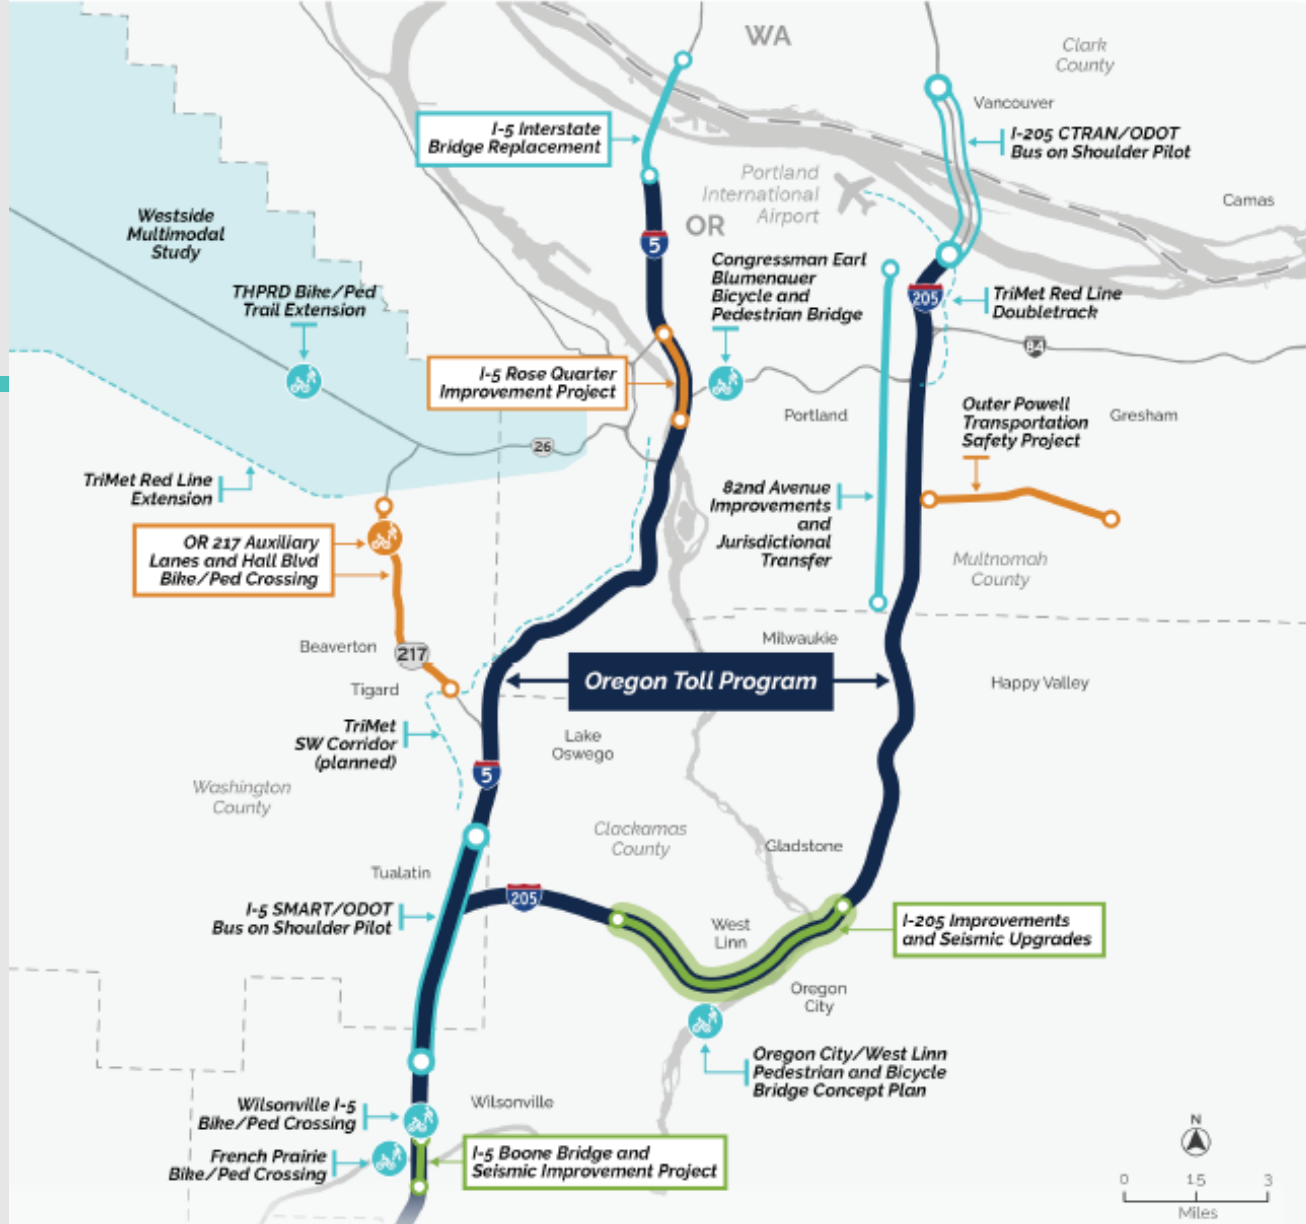 WA
Clark
County
Vancouver
I-5 Interstate
Bridge Replacement
I-205 CTRAN/ODOT
Bus on Shoulder Pilot
Portland
International
Airport
Camas
Westside
Multimodal
Study
OR
5
Congressman Earl
Blumenauer
Bicycle and
Pedestrian Bridge
THPRD Bike/Ped
Trail Extension
205
TriMet Red Line
Doubletrack
84
I-5 Rose Quarter
Improvement Project
Portland
Outer Powell
Transportation
Safety Project
Gresham
26
TriMet Red Line
Extension
82nd Avenue
Improvements
and
Jurisdictional
Transfer
OR 217 Auxiliary
Lanes and Hall Blvd
Bike/Ped Crossing
Multnomah
County
Beaverton
217
Milwaukie
Tigard
Oregon Toll Program
Happy Valley
TriMet
SW Corridor
(planned)
Lake
Oswego
5
Washington
County
Clackamas
County
Gladstone
Tualatin
205
I-5 SMART/ODOT
Bus on Shoulder Pilot
West
Linn
I-205 Improvements
and Seismic Upgrades
Oregon
City
Oregon City/West Linn
Pedestrian and Bicycle
Bridge Concept Plan
Wilsonville I-5
Bike/Ped Crossing
Wilsonville
French Prairie
Bike/Ped Crossing
I-5 Boone Bridge and
Seismic Improvement Project
N
0 1.5 3
Miles